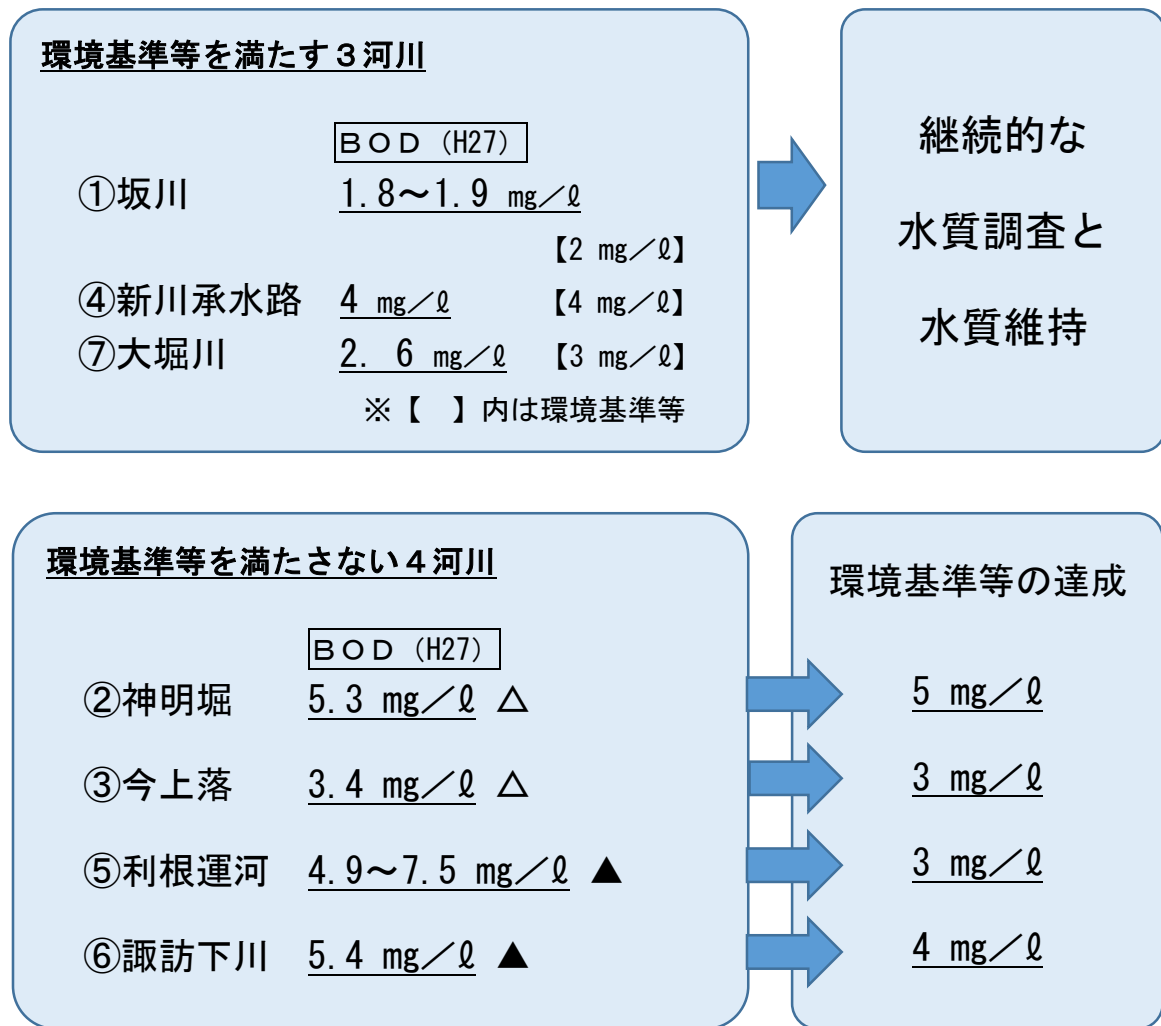 環境基準等を満たす３河川
ＢＯＤ (H27)
①坂川 1.8～1.9 ㎎／ℓ
【2 ㎎／ℓ】
④新川承水路 4 ㎎／ℓ 【4 ㎎／ℓ】
⑦大堀川 2. 6 ㎎／ℓ 【3 ㎎／ℓ】
※【　】内は環境基準等
継続的な
水質調査と
水質維持
環境基準等を満たさない４河川
ＢＯＤ (H27)
②神明堀 5.3 ㎎／ℓ △
③今上落 3.4 ㎎／ℓ △
⑤利根運河 4.9～7.5 ㎎／ℓ ▲
⑥諏訪下川 5.4 ㎎／ℓ ▲
環境基準等の達成
5 ㎎／ℓ
3 ㎎／ℓ
3 ㎎／ℓ
4 ㎎／ℓ